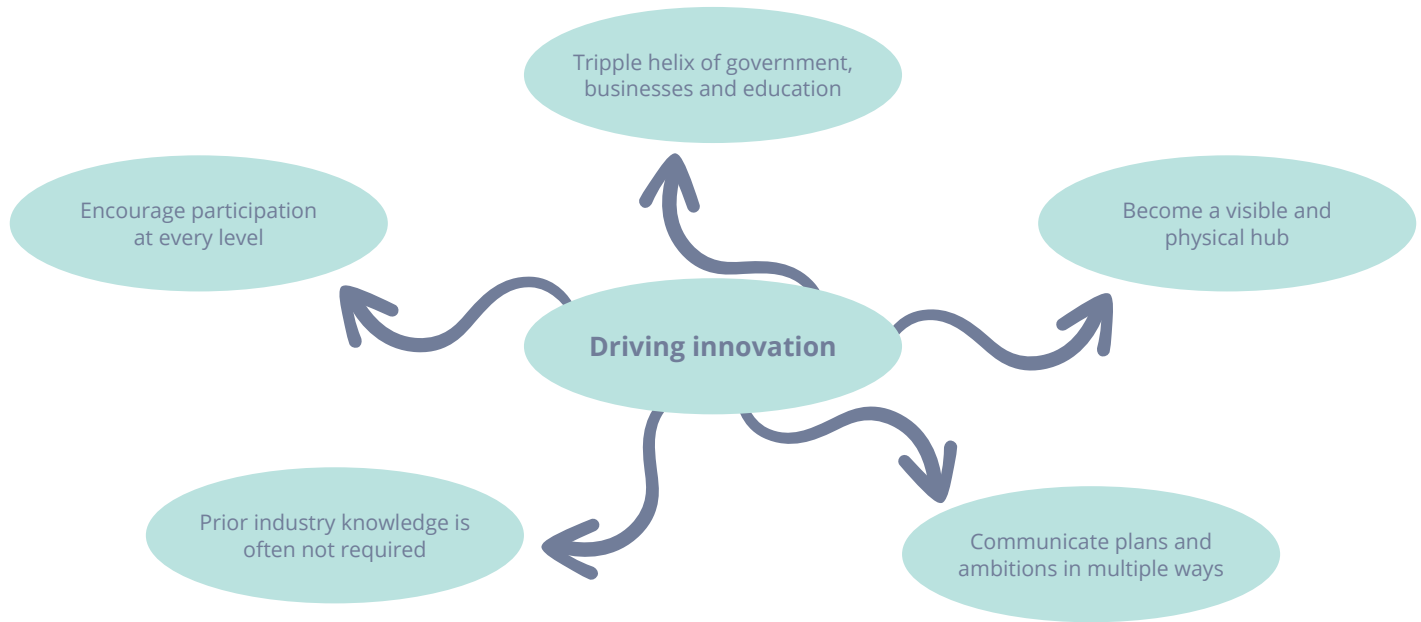 Tripple helix of government,
businesses and education
Encourage participation
at every level
Become a visible and
physical hub
Driving innovation
Prior industry knowledge is
often not required
Communicate plans and
ambitions in multiple ways